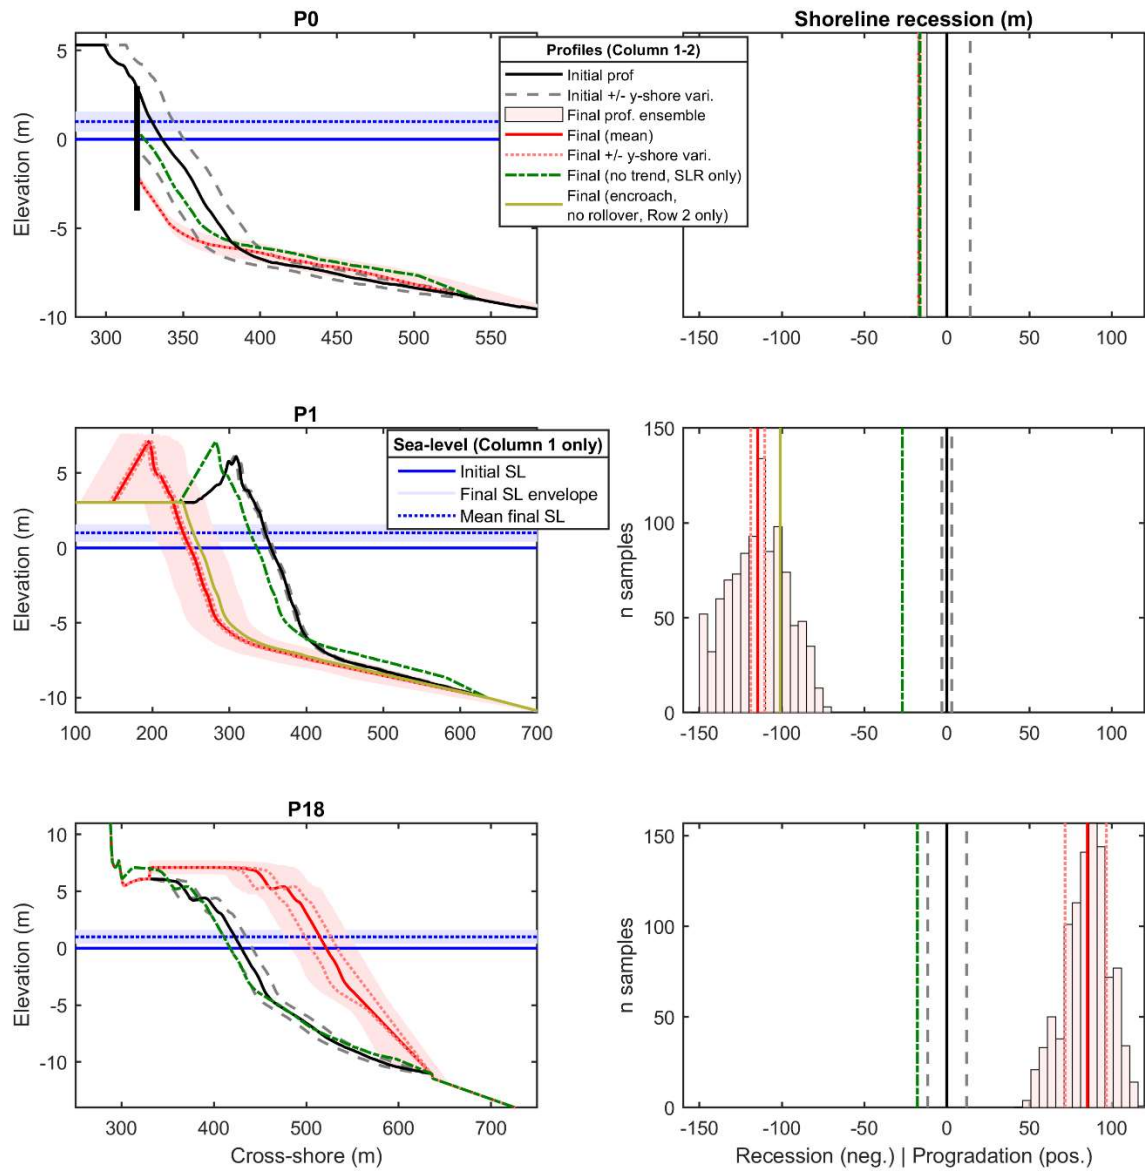 P0
Shoreline recession (m)
Elevation (m)
5
0
-5
-10
300
350
400
450
500
550
Profiles (Column 1-2)
Initial prof
Initial +/- y-shore vari.
Final prof. ensemble
Final (mean)
Final +/- y-shore vari.
Final (no trend, SLR only)
Final (encroach,
no rollover, Row 2 only)
-150
-100
-50
0
50
100
P1
Elevation (m)
5
0
-5
-10
100
200
300
400
500
600
700
Sea-level (Column 1 only)
Initial SL
Final SL envelope
Mean final SL
n samples
150
100
50
0
-150
-100
-50
0
50
100
P18
Elevation (m)
10
5
0
-5
-10
300
400
500
600
700
Cross-shore (m)
n samples
150
100
50
0
-150
-100
-50
0
50
100
Recession (neg.) | Progradation (pos.)